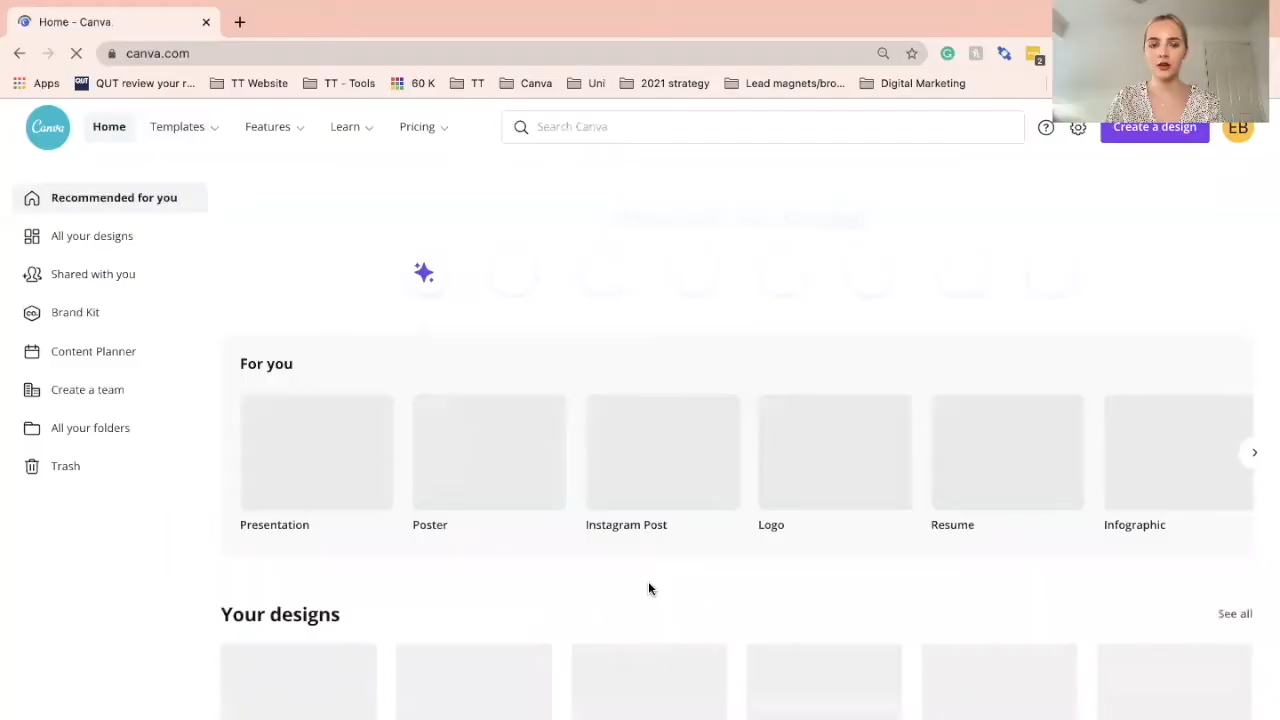 Home - Canva
canva.com
2
Apps
QUT review your r...
TT Website
TT - Tools
60 K
TT
Canva
Uni
2021 strategy
Lead magnets/bro...
Digital Marketing
Canva
Home
Templates
Features
Learn
Pricing
Search Canva
Create a design
EB
Recommended for you
All your designs
Shared with you
Brand Kit
Content Planner
Create a team
All your folders
Trash
For you
Presentation
Poster
Instagram Post
Logo
Resume
Infographic
Your designs
See all